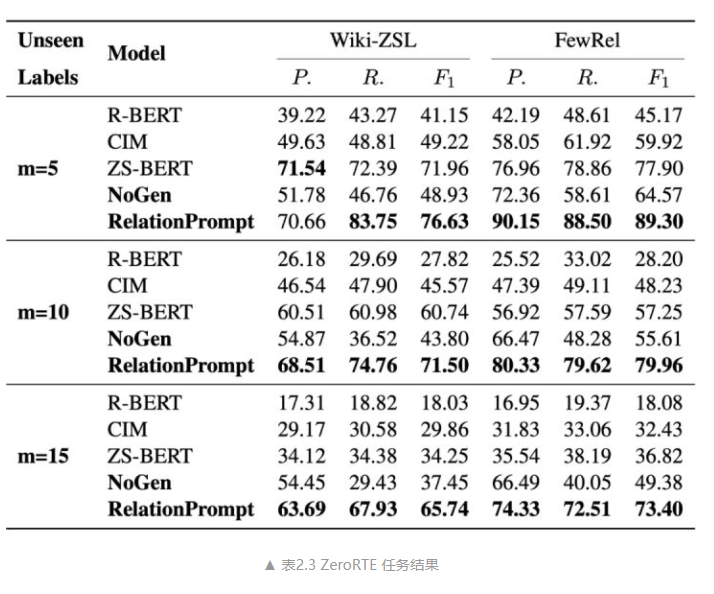 Unseen Labels Model Wiki-ZSL FewRel
P. R. F1 P. R. F1
m=5
R-BERT 39.22 43.27 41.15 42.19 48.61 45.17
CIM 49.63 48.81 49.22 58.05 61.92 59.92
ZS-BERT 71.54 72.39 71.96 76.96 78.86 77.90
NoGen 51.78 46.76 48.93 72.36 58.61 64.57
RelationPrompt 70.66 83.75 76.63 90.15 88.50 89.30
m=10
R-BERT 26.18 29.69 27.82 25.52 33.02 28.20
CIM 46.54 47.90 45.57 47.39 49.11 48.23
ZS-BERT 60.51 60.98 60.74 56.92 57.59 57.25
NoGen 54.87 36.52 43.80 66.47 48.28 55.61
RelationPrompt 68.51 74.76 71.50 80.33 79.62 79.96
m=15
R-BERT 17.31 18.82 18.03 16.95 19.37 18.08
CIM 29.17 30.58 29.86 31.83 33.06 32.43
ZS-BERT 34.12 34.38 34.25 35.54 38.19 36.82
NoGen 54.45 29.43 37.45 66.49 40.05 49.38
RelationPrompt 63.69 67.93 65.74 74.33 72.51 73.40
▲ 表2.3 ZeroRTE 任务结果